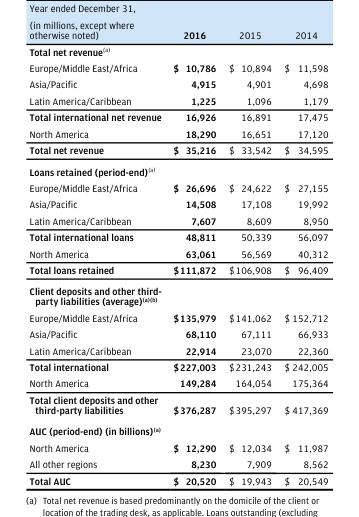 Year ended December 31,
(in millions, except where
otherwise noted) 2016 2015 2014
Total net revenue(a)
Europe/Middle East/Africa $ 10,786 $ 10,894 $ 11,598
Asia/Pacific 4,915 4,901 4,698
Latin America/Caribbean 1,225 1,096 1,179
Total international net revenue 16,926 16,891 17,475
North America 18,290 16,651 17,120
Total net revenue $ 35,216 $ 33,542 $ 34,595
Loans retained (period-end)(a)
Europe/Middle East/Africa $ 26,696 $ 24,622 $ 27,155
Asia/Pacific 14,508 17,108 19,992
Latin America/Caribbean 7,607 8,609 8,950
Total international loans 48,811 50,339 56,097
North America 63,061 56,569 40,312
Total loans retained $111,872 $106,908 $ 96,409
Client deposits and other third-
party liabilities (average)(a)(b)
Europe/Middle East/Africa $135,979 $141,062 $152,712
Asia/Pacific 68,110 67,111 66,933
Latin America/Caribbean 22,914 23,070 22,360
Total international $227,003 $231,243 $242,005
North America 149,284 164,054 175,364
Total client deposits and other
third-party liabilities $376,287 $395,297 $417,369
AUC (period-end) (in billions)(a)
North America $ 12,290 $ 12,034 $ 11,987
All other regions 8,230 7,909 8,562
Total AUC $ 20,520 $ 19,943 $ 20,549
(a) Total net revenue is based predominantly on the domicile of the client or
location of the trading desk, as applicable. Loans outstanding (excluding